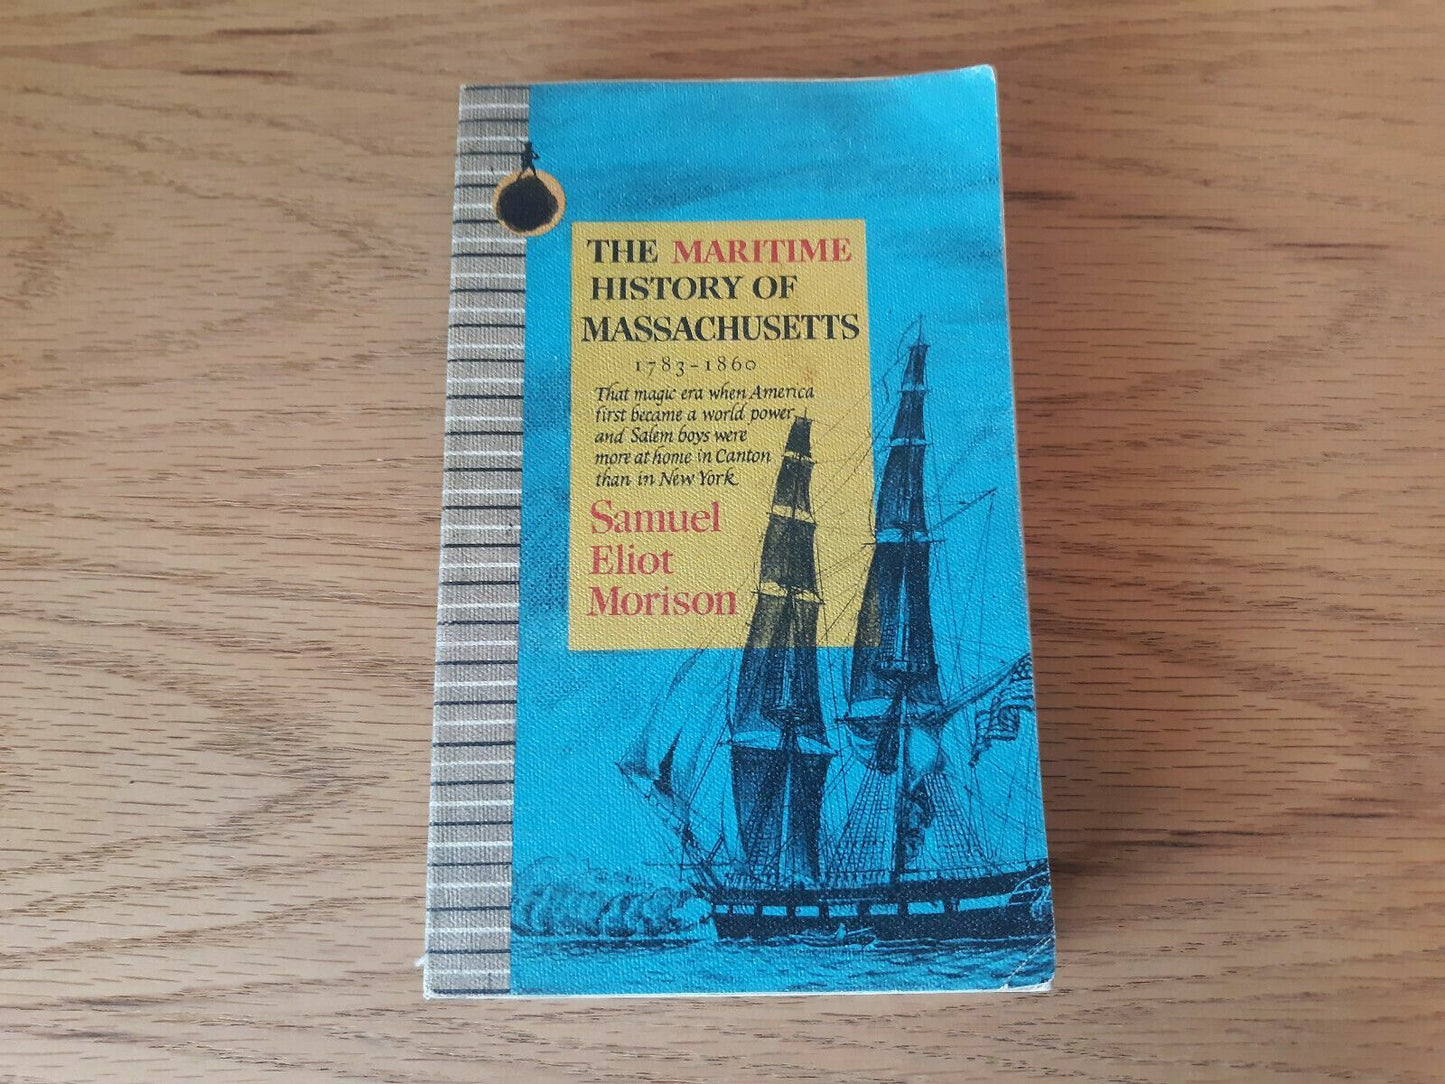 THE MARITIME
HISTORY OF
MASSACHUSETTS
1783-1860
That magic era when America
first became a world power
and Salem boys were
more at home in Canton
than in New York.
Samuel
Eliot
Morison